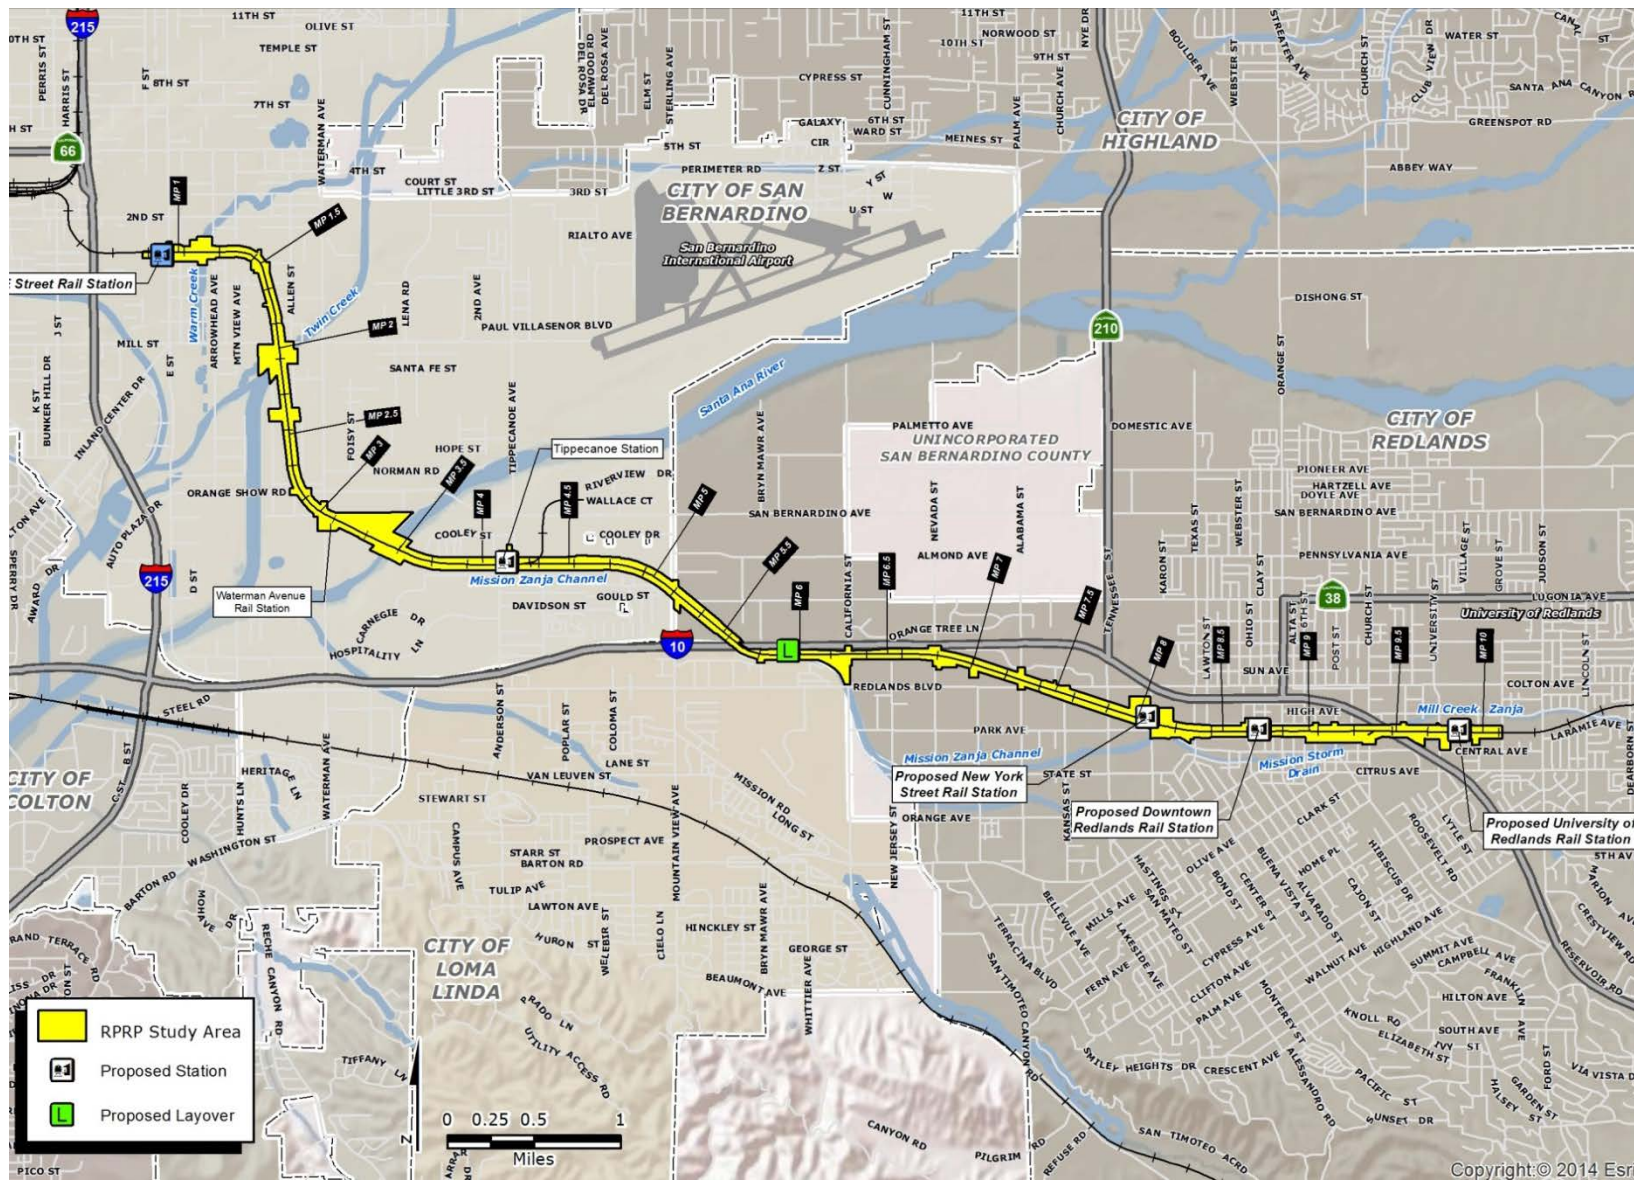 215
11TH ST
OLIVE ST
TEMPLE ST
PERRIS ST
HARRIS ST
F ST
8TH ST
7TH ST
WATERMAN AVE
66
2ND ST
MP 1
MP 1.5
4TH ST
COURT ST
LITTLE 3RD ST
3RD ST
5TH ST
PERIMETER RD
DEL ROSA DR
ELMWOOD RD
DEL ROSA AVE
ELM ST
STERLING AVE
CYPRESS ST
CUNNINGHAM ST
GALAXY
CIR
6TH ST
WARD ST
Z ST
Y ST
W
U ST
MEINES ST
11TH ST
NORWOOD ST
10TH ST
9TH ST
NYE DR
PALM AVE
CHURCH AVE
BOULDER AVE
WEBSTER ST
STREATER AVE
CHURCH ST
CLUB VIEW DR
WATER ST
SANTA ANA CANYON R
GREENSPOT RD
ABBEY WAY
CITY OF
HIGHLAND
CITY OF SAN
BERNARDINO
San Bernardino
International Airport
RIALTO AVE
Street Rail Station
Warm Creek
ARROWHEAD AVE
MTN VIEW AVE
ALLEN ST
Twin Creek
LENA RD
2ND AVE
PAUL VILLASENOR BLVD
MP 2
J ST
MILL ST
E ST
BUNKER HILL DR
K ST
INLAND CENTER DR
SANTA FE ST
TIPPECANOE AVE
MP 2.5
FOISY ST
MP 3
HOPE ST
NORMAN RD
MP 3.5
ORANGE SHOW RD
Tippecanoe Station
RIVERVIEW DR
WALLACE CT
MP 4
MP 4.5
COOLEY ST
COOLEY DR
MP 5
MP 5.5
Santa Ana River
BRYN MAWR AVE
SAN BERNARDINO AVE
PALMETTO AVE
UNINCORPORATED
SAN BERNARDINO COUNTY
NEVADA ST
ALABAMA ST
ALMOND AVE
210
DISHONG ST
ORANGE ST
DOMESTIC AVE
CITY OF
REDLANDS
PIONEER AVE
HARTZELL AVE
DOYLE AVE
SAN BERNARDINO AVE
PENNSYLVANIA AVE
KARON ST
TEXAS ST
WEBSTER ST
CLAY ST
OHIO ST
ALTA ST
6TH ST
38
POST ST
CHURCH ST
UNIVERSITY ST
VILLAGE ST
GROVE ST
JUDSON ST
LUGONIA AVE
University of Redlands
AUTO PLAZA DR
COLTON AVE
SPERRY DR
AWARD DR
215
D ST
Waterman Avenue
Rail Station
Mission Zanja Channel
DAVIDSON ST
GOULD ST
CARNEGIE DR
HOSPITALITY LN
10
MP 6
L
CALIFORNIA ST
MP 6.5
ORANGE TREE LN
MP 7
MP 7.5
TENNESSEE ST
MP 8
LAWTON ST
MP 8.5
SUN AVE
MP 9
MP 9.5
MP 10
COLTON AVE
LINCOLN ST
REDLANDS BLVD
HIGH AVE
Mill Creek Zanja
LARAMIE AVE
CENTRAL AVE
DEARBORN ST
STEEL RD
ANDERSON ST
POPLAR ST
COLOMA ST
LANE ST
VAN LEUVEN ST
PARK AVE
Mission Zanja Channel
STATE ST
Mission Storm
Drain
CITRUS AVE
Proposed New York
Street Rail Station
Proposed Downtown
Redlands Rail Station
Proposed University of
Redlands Rail Station
ORANGE AVE
KANSAS ST
CITY OF
COLTON
C ST
B ST
COOLEY DR
HUNTS LN
HERITAGE LN
WATERMAN AVE
WASHINGTON ST
BARTON RD
STEWART ST
CAMPUS AVE
PROSPECT AVE
STARR ST
BARTON RD
TULIP AVE
LAWTON AVE
HURON ST
WELEBIR ST
CIELO LN
MOUNTAIN VIEW AVE
MISSION RD
LONG ST
NEW JERSEY ST
HINCKLEY ST
BRYN MAWR AVE
GEORGE ST
BEAUMONT AVE
WHITTIER AVE
MOHAVE DR
RECHE CANYON RD
CITY OF
LOMA
LINDA
PRADO LN
UTILITY ACCESS RD
TIFFANY LN
CLARK ST
OLIVE AVE
HASTINGS ST
SAN MATEO ST
BOND ST
CENTER ST
BUENA VISTA ST
HOME PL
ALVARADO ST
CAJON ST
HIBISCUS DR
ROOSEVELT RD
LYTLE ST
5TH AV
MARION AVE
CRESTVIEW RD
RESERVOIR RD
BELLEVUE AVE
MILLS AVE
LAKESIDE AVE
CYPRESS AVE
FERN AVE
CLIFTON AVE
PALM AVE
WALNUT AVE
HIGHLAND AVE
SUMMIT AVE
CAMPBELL AVE
FRANKLIN AVE
HILTON AVE
MONTEREY ST
KNOLL RD
ELIZABETH ST
SOUTH AVE
IVY ST
TERRACINA BLVD
SAN TIMOTEO CANYON RD
SMILEY HEIGHTS DR
CRESCENT AVE
ALESSANDRO RD
PACIFIC ST
SUNSET DR
HALSEY ST
GARDEN ST
FORD ST
VIA VISTA D
SAN TIMOTEO ACRD
REFUSE RD
PILGRIM RD
CANYON RD
RAND TERRACE RD
PICO ST
RPRP Study Area
Proposed Station
L
Proposed Layover
Z
0 0.25 0.5 1
Miles
Copyright:© 2014 Esri